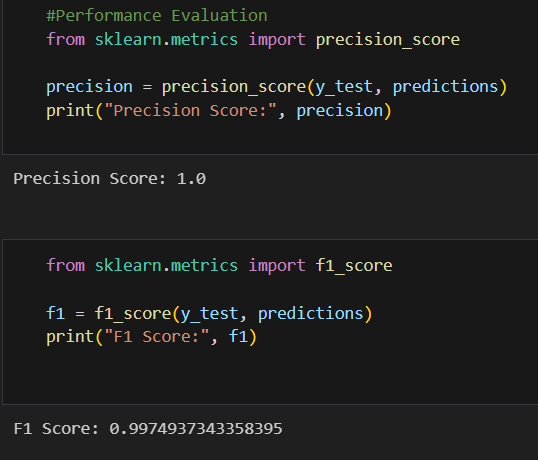 #Performance Evaluation
from sklearn.metrics import precision_score
precision = precision_score(y_test, predictions)
print("Precision Score:", precision)
Precision Score: 1.0
from sklearn.metrics import f1_score
f1 = f1_score(y_test, predictions)
print("F1 Score:", f1)
F1 Score: 0.9974937343358395